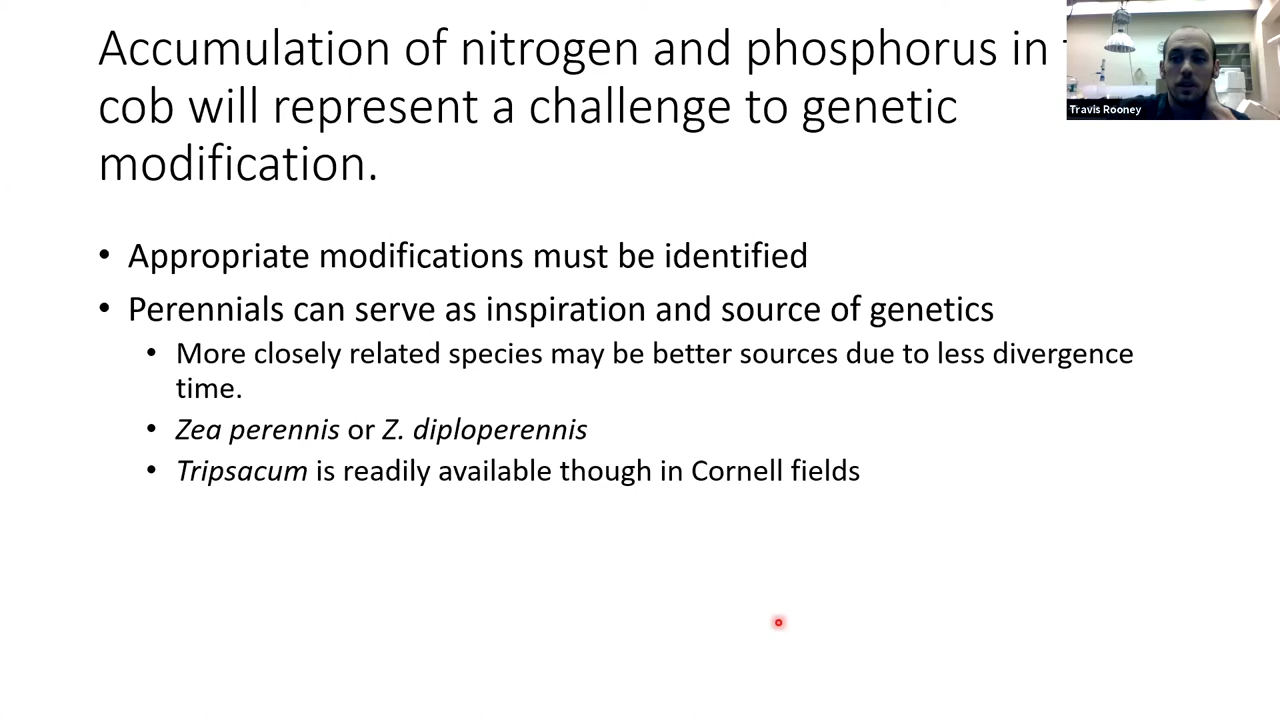 Accumulation of nitrogen and phosphorus in
cob will represent a challenge to genetic
modification.
Travis Rooney
• Appropriate modifications must be identified
• Perennials can serve as inspiration and source of genetics
• More closely related species may be better sources due to less divergence
time.
• Zea perennis or Z. diploperennis
• Tripsacum is readily available though in Cornell fields